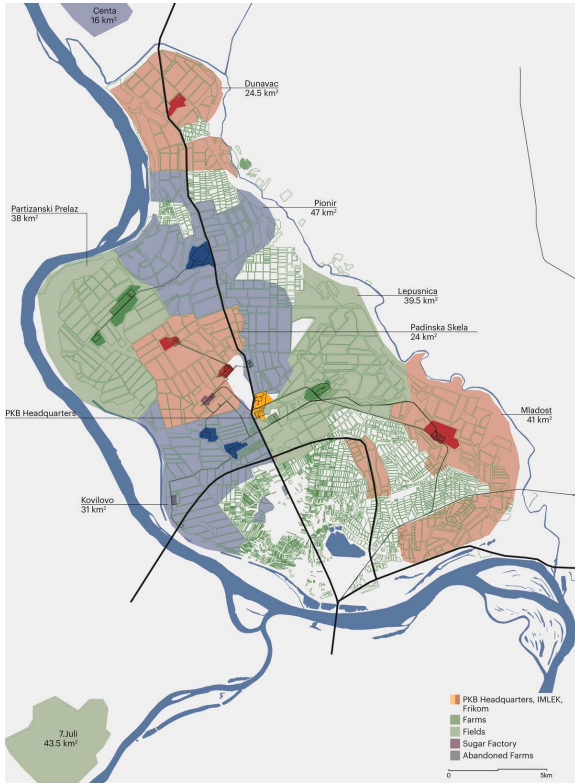 Centa
16 km²
Dunavac
24.5 km²
Partizanski Prelaz
38 km²
Pionir
47 km²
Lepusnica
39.5 km²
Padinska Skela
24 km²
PKB Headquarters
Mladost
41 km²
Kovilovo
31 km²
7.Juli
43.5 km²
PKB Headquarters, IMLEK,
Frikom
Farms
Fields
Sugar Factory
Abandoned Farms
0
5km